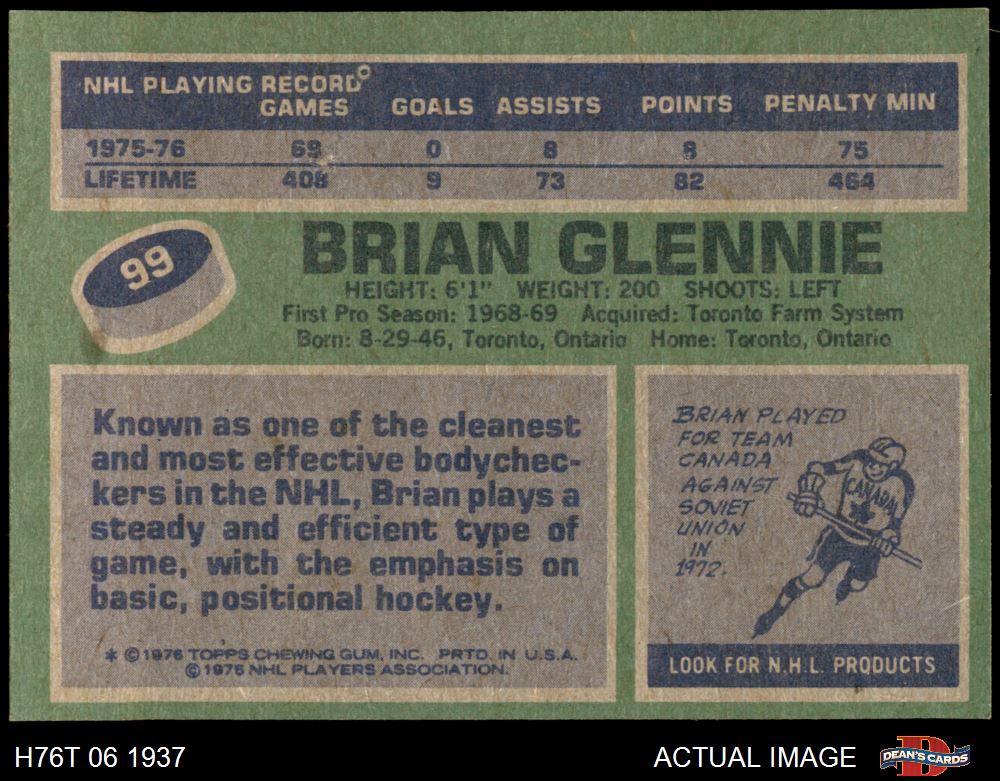 NHL PLAYING RECORD
GAMES GOALS ASSISTS POINTS PENALTY MIN
1975-76 69 0 8 8 75
LIFETIME 408 9 73 82 464
99
BRIAN GLENNIE
HEIGHT: 6'1" WEIGHT: 200 SHOOTS: LEFT
First Pro Season: 1968-69 Acquired: Toronto Farm System
Born: 8-29-46, Toronto, Ontario Home: Toronto, Ontario
Known as one of the cleanest
and most effective bodychec-
kers in the NHL, Brian plays a
steady and efficient type of
game, with the emphasis on
basic, positional hockey.
* © 1976 TOPPS CHEWING GUM, INC. PRTD. IN U.S.A.
© 1976 NHL PLAYERS ASSOCIATION.
BRIAN PLAYED
FOR TEAM
CANADA
AGAINST
SOVIET
UNION
IN
1972.
CANADA
LOOK FOR N.H.L. PRODUCTS
H76T 06 1937
ACTUAL IMAGE
DEAN'S CARDS